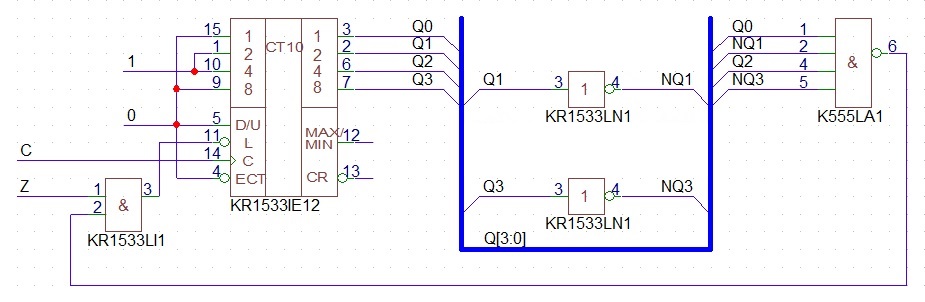 15 1 CT10 1 3 Q0 Q0 1
1 2 2 2 Q1 NQ1 2 6
1 10 4 4 6 Q2 Q2 4 &
9 8 8 7 Q3 Q1 3 1 4 NQ1 NQ3 5
KR1533LN1 K555LA1
0 5 D/U
11 L MAX/ 12
C 14 C MIN
4 ECT CR 13
Z 1 3 Q3 3 1 4 NQ3
2 & KR1533IE12
KR1533LN1
KR1533LI1 Q[3:0]